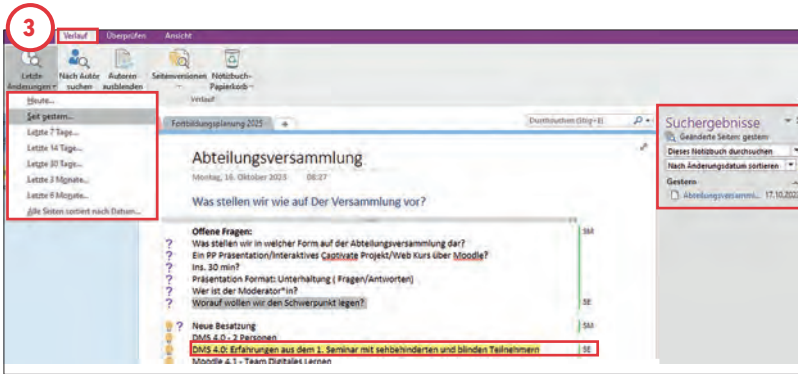 3
Verlauf Überprüfen Ansicht
Letzte Änderungen
Nach Autor suchen
Autoren ausblenden
Seitenversionen
Notizbuch-Papierkorb
Verlauf
Heute...
Seit gestern...
Letzte 7 Tage...
Letzte 14 Tage...
Letzte 30 Tage...
Letzte 3 Monate...
Letzte 6 Monate...
Alle Seiten sortiert nach Datum...
Fortbildungsplanung 2025 +
Durchsuchen (Strg+E)
Abteilungsversammlung
Montag, 16. Oktober 2023 08:27
Was stellen wir wie auf Der Versammlung vor?
Offene Fragen: SM
? Was stellen wir in welcher Form auf der Abteilungsversammlung dar?
? Ein PP Präsentation/Interaktives Captivate Projekt/Web Kurs über Moodle?
? Ins. 30 min?
? Präsentation Format: Unterhaltung ( Fragen/Antworten)
? Wer ist der Moderator*in?
? Worauf wollen wir den Schwerpunkt legen? SE
? Neue Besatzung SM
DMS 4.0 - 2 Personen
DMS 4.0: Erfahrungen aus dem 1. Seminar mit sehbehinderten und blinden Teilnehmern SE
Moodle 4.1 - Team Digitales Lernen
Suchergebnisse
Geänderte Seiten: gestern
Dieses Notizbuch durchsuchen
Nach Änderungsdatum sortieren
Gestern
Abteilungsversamml... 17.10.202